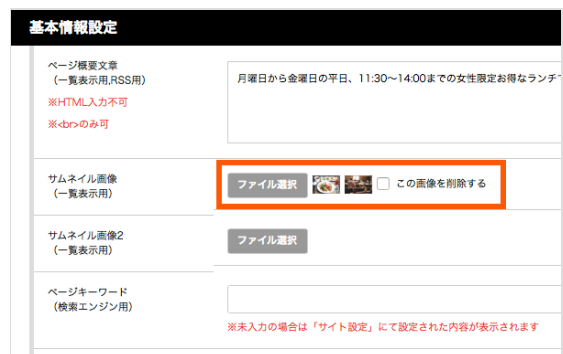 基本情報設定
ページ概要文章
（一覧表示用,RSS用）
※HTML入力不可
※<br>のみ可
月曜日から金曜日の平日、11:30〜14:00までの女性限定お得なランチ
サムネイル画像
（一覧表示用）
ファイル選択
この画像を削除する
サムネイル画像2
（一覧表示用）
ファイル選択
ページキーワード
（検索エンジン用）
※未入力の場合は「サイト設定」にて設定された内容が表示されます